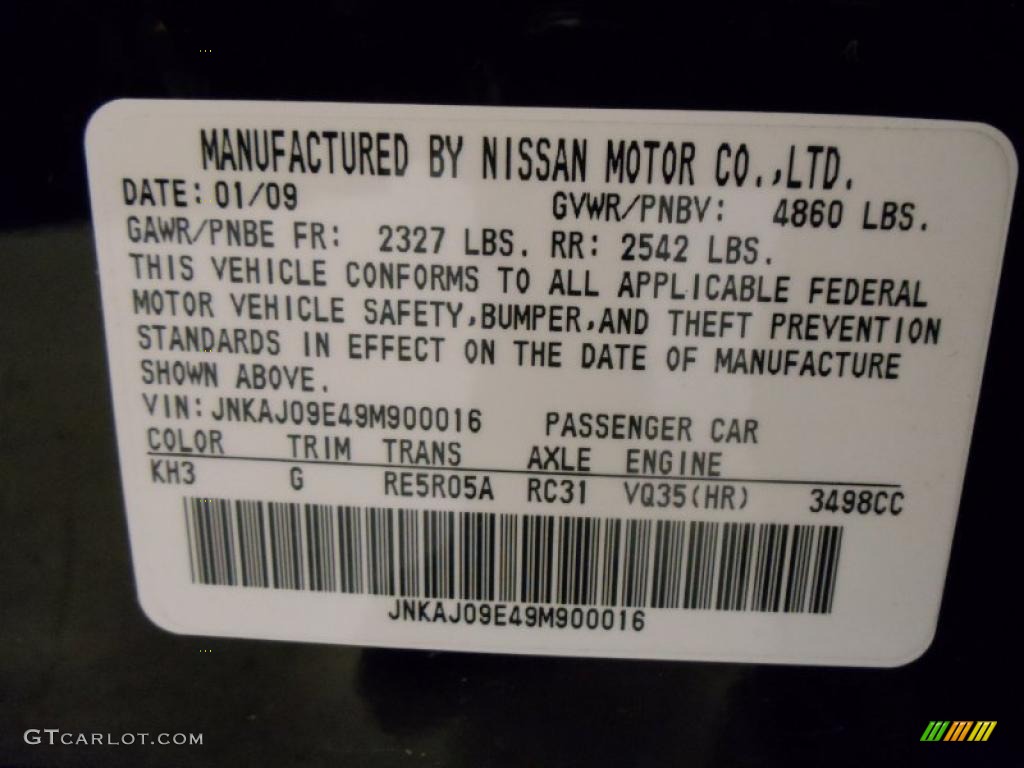 MANUFACTURED BY NISSAN MOTOR CO.,LTD.
DATE: 01/09 GVWR/PNBV: 4860 LBS.
GAWR/PNBE FR: 2327 LBS. RR: 2542 LBS.
THIS VEHICLE CONFORMS TO ALL APPLICABLE FEDERAL
MOTOR VEHICLE SAFETY,BUMPER,AND THEFT PREVENTION
STANDARDS IN EFFECT ON THE DATE OF MANUFACTURE
SHOWN ABOVE.
VIN: JNKAJ09E49M900016 PASSENGER CAR
COLOR TRIM TRANS AXLE ENGINE
KH3 G RE5R05A RC31 VQ35(HR) 3498CC
JNKAJ09E49M900016
GTCARLOT.COM